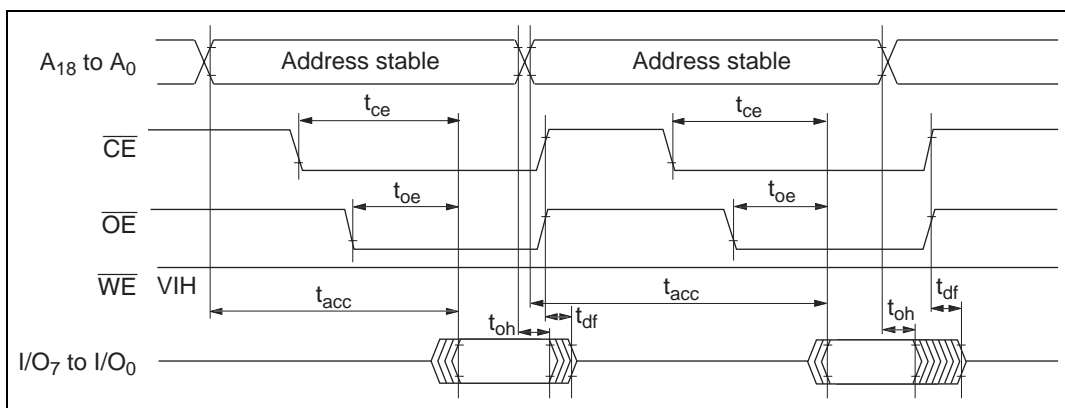 A18 to A0 Address stable Address stable
tce tce
CE
toe toe
OE
WE VIH
tacc tacc
toh tdf toh tdf
I/O7 to I/O0